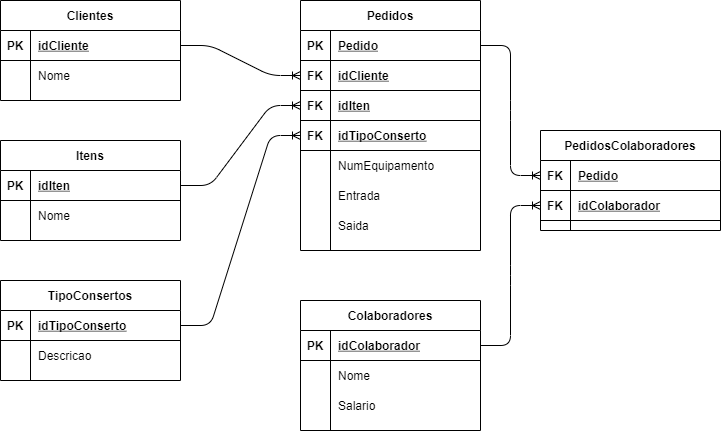 Clientes
PK idCliente
Nome
Itens
PK idIten
Nome
TipoConsertos
PK idTipoConserto
Descricao
Pedidos
PK Pedido
FK idCliente
FK idIten
FK idTipoConserto
NumEquipamento
Entrada
Saida
Colaboradores
PK idColaborador
Nome
Salario
PedidosColaboradores
FK Pedido
FK idColaborador